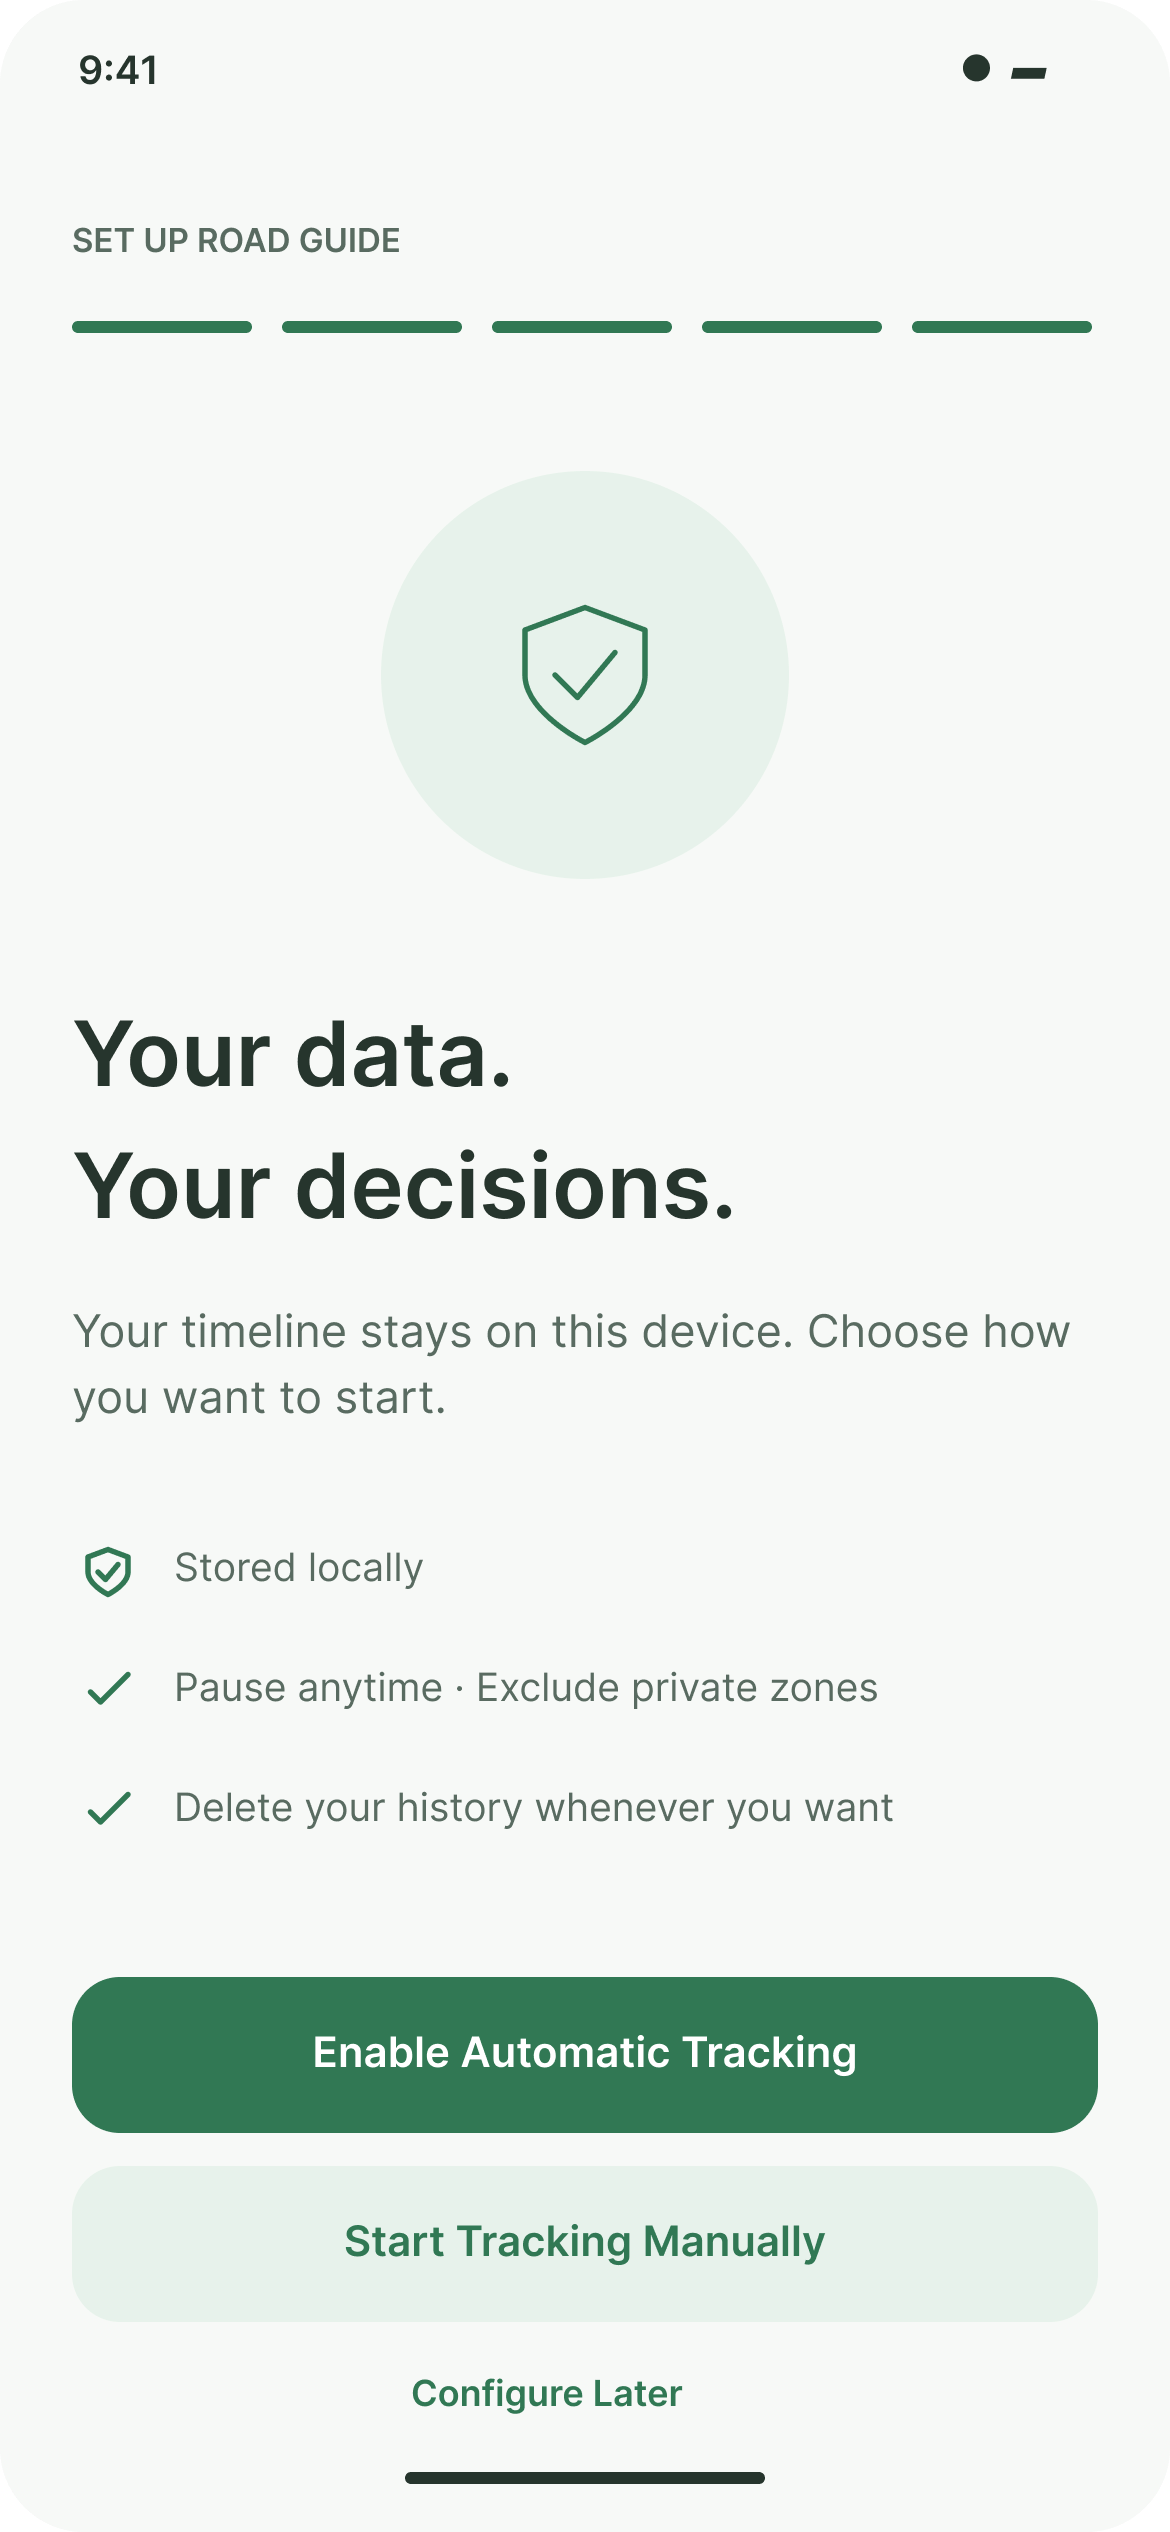 9:41
SET UP ROAD GUIDE
Your data.
Your decisions.
Your timeline stays on this device. Choose how
you want to start.
Stored locally
Pause anytime · Exclude private zones
Delete your history whenever you want
Enable Automatic Tracking
Start Tracking Manually
Configure Later